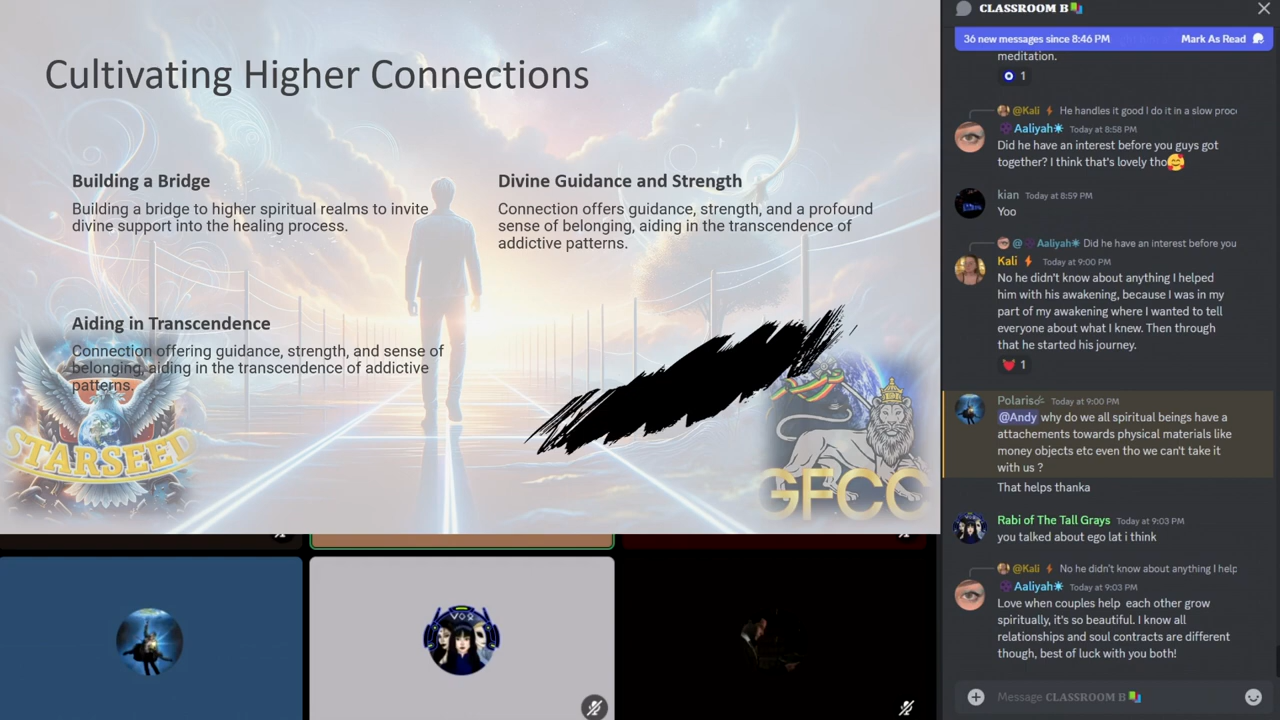 Cultivating Higher Connections
Building a Bridge
Building a bridge to higher spiritual realms to invite
divine support into the healing process.
Divine Guidance and Strength
Connection offers guidance, strength, and a profound
sense of belonging, aiding in the transcendence of
addictive patterns.
Aiding in Transcendence
Connection offering guidance, strength, and sense of
belonging, aiding in the transcendence of addictive
patterns.
STARSEED
GFCC
VOX
CLASSROOM B
36 new messages since 8:46 PM Mark As Read
meditation.
1
@Kali He handles it good I do it in a slow proc
Aaliyah Today at 8:58 PM
Did he have an interest before you guys got
together? I think that's lovely tho🥰
kian Today at 8:59 PM
Yoo
@ Aaliyah Did he have an interest before you
Kali Today at 9:00 PM
No he didn't know about anything I helped
him with his awakening, because I was in my
part of my awakening where I wanted to tell
everyone about what I knew. Then through
that he started his journey.
1
Polaris Today at 9:00 PM
@Andy why do we all spiritual beings have a
attachements towards physical materials like
money objects etc even tho we can't take it
with us ?
That helps thanka
Rabi of The Tall Grays Today at 9:03 PM
you talked about ego lat i think
@Kali No he didn't know about anything I help
Aaliyah Today at 9:03 PM
Love when couples help each other grow
spiritually, it's so beautiful. I know all
relationships and soul contracts are different
though, best of luck with you both!
Message CLASSROOM B